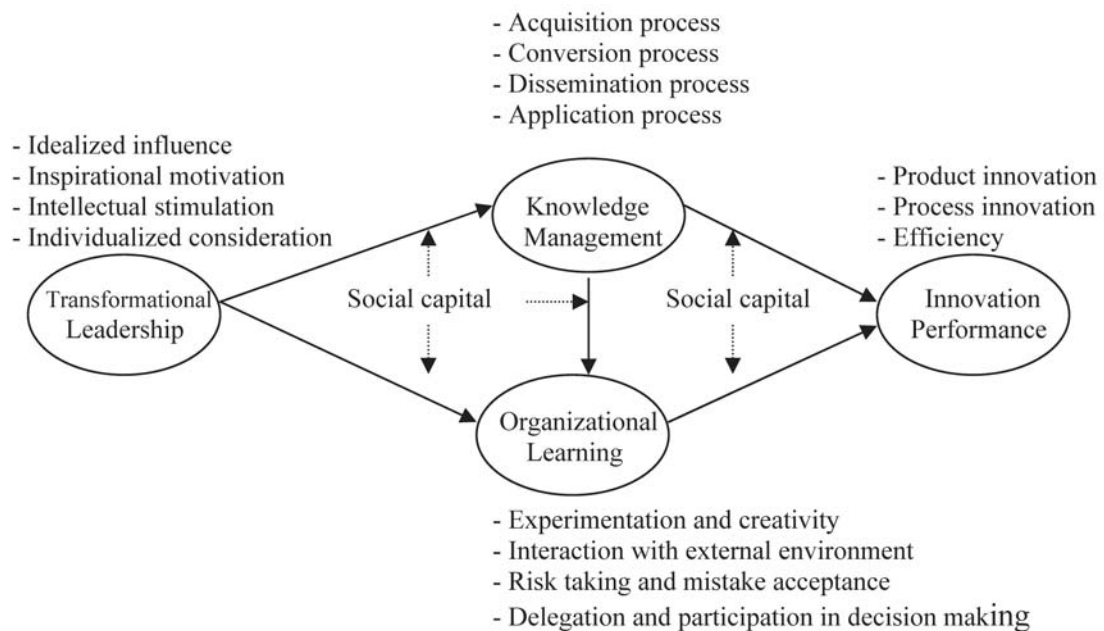 - Acquisition process
- Conversion process
- Dissemination process
- Application process
- Idealized influence
- Inspirational motivation
- Intellectual stimulation
- Individualized consideration
Knowledge
Management
- Product innovation
- Process innovation
- Efficiency
Transformational
Leadership
Social capital
Social capital
Innovation
Performance
Organizational
Learning
- Experimentation and creativity
- Interaction with external environment
- Risk taking and mistake acceptance
- Delegation and participation in decision making